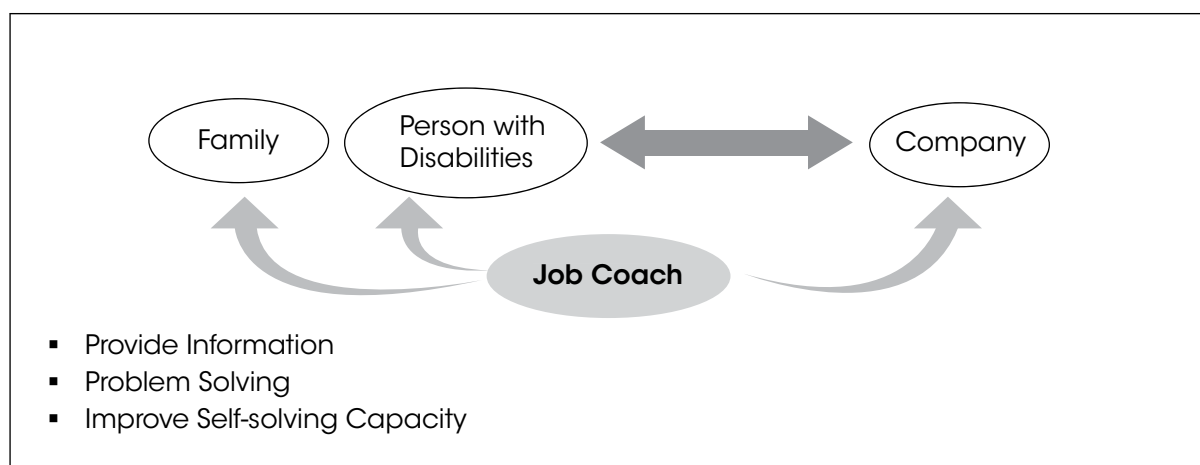 Family
Person with
Disabilities
Company
Job Coach
▪ Provide Information
▪ Problem Solving
▪ Improve Self-solving Capacity